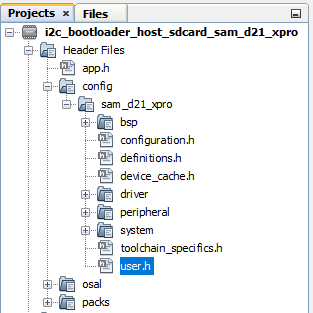 Projects × Files
i2c_bootloader_host_sdcard_sam_d21_xpro
Header Files
app.h
config
sam_d21_xpro
bsp
configuration.h
definitions.h
device_cache.h
driver
peripheral
system
toolchain_specifics.h
user.h
osal
packs